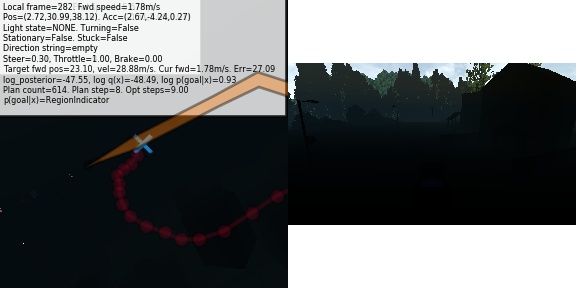 Local frame=282. Fwd speed=1.78m/s
Pos=(2.72,30.99,38.12). Acc=(2.67,-4.24,0.27)
Light state=NONE. Turning=False
Stationary=False. Stuck=False
Direction string=empty
Steer=0.30, Throttle=1.00, Brake=0.00
Target fwd pos=23.10, vel=28.88m/s. Cur fwd=1.78m/s. Err=27.09
log_posterior=-47.55, log q(x)=-48.49, log p(goal|x)=0.93
Plan count=614. Plan step=8. Opt steps=9.00
p(goal|x)=RegionIndicator